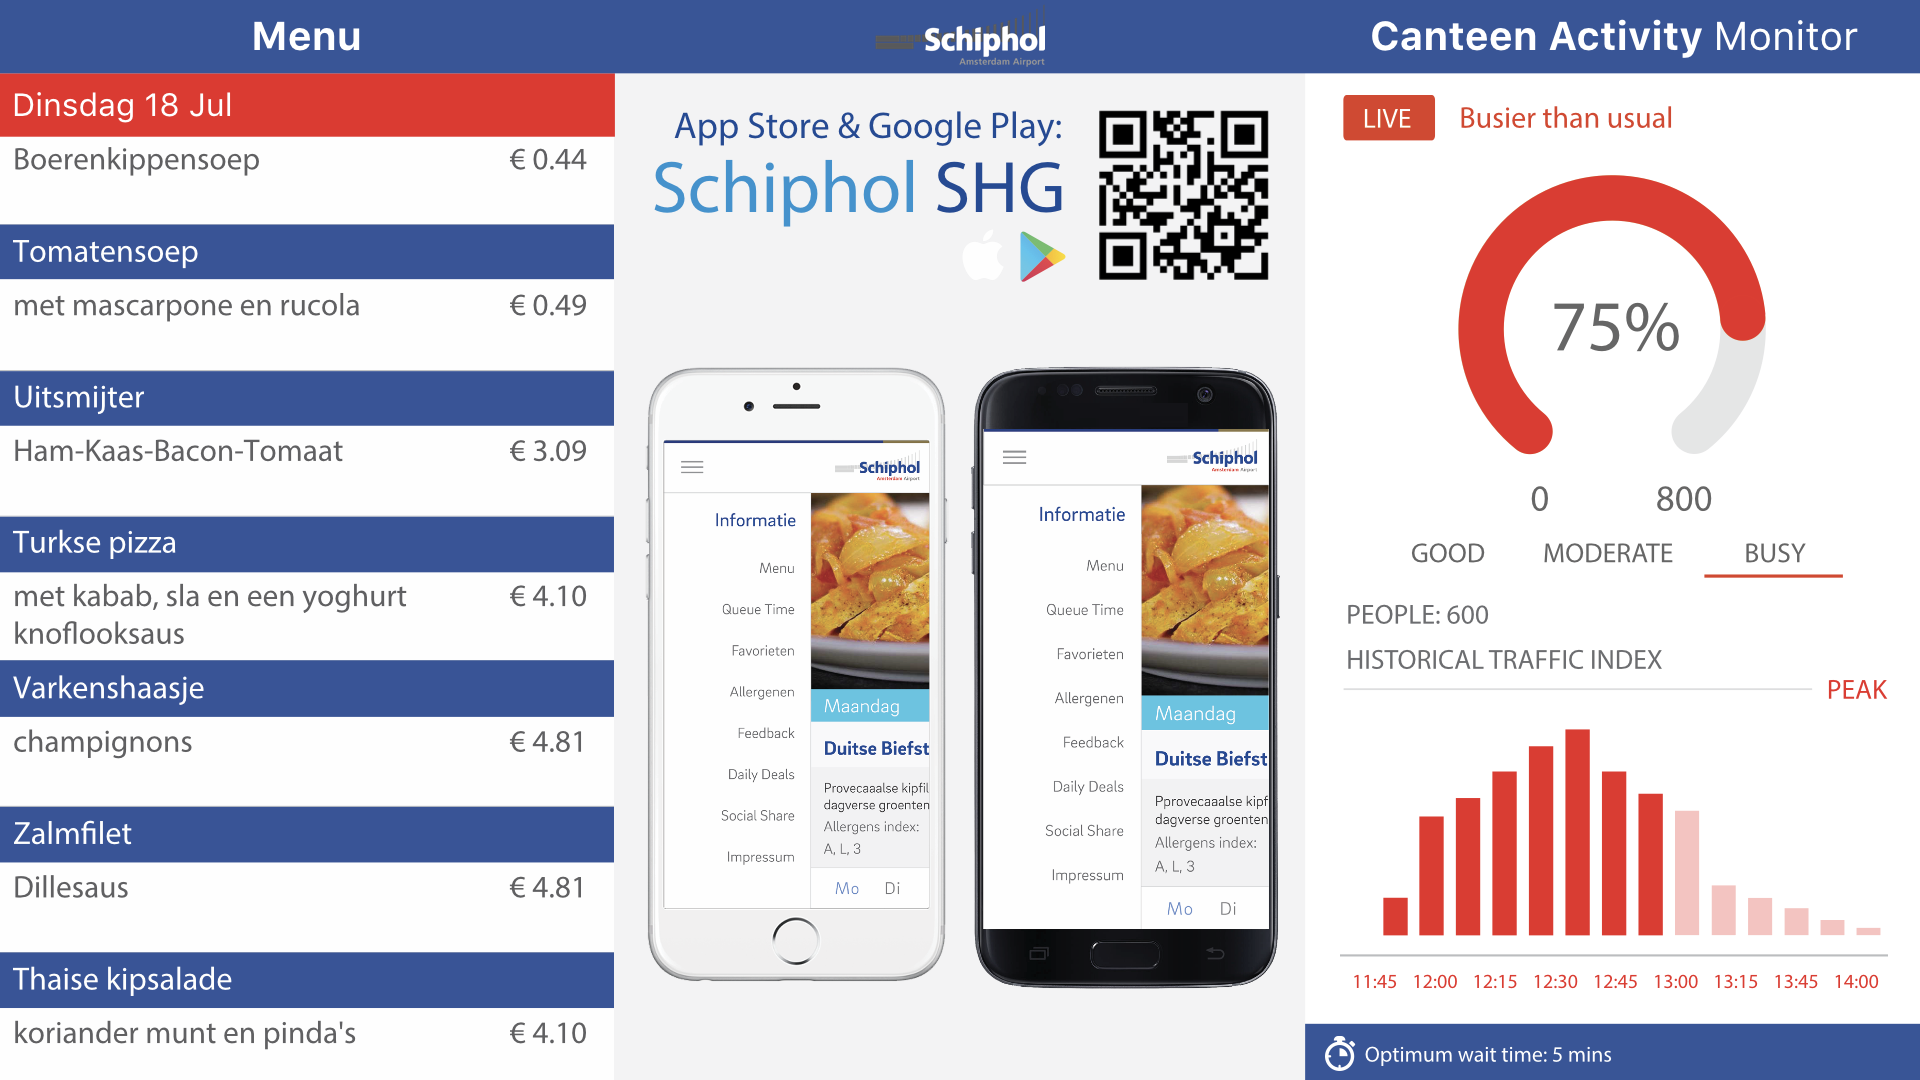 Menu
Dinsdag 18 Jul
Boerenkippensoep € 0.44
Tomatensoep
met mascarpone en rucola € 0.49
Uitsmijter
Ham-Kaas-Bacon-Tomaat € 3.09
Turkse pizza
met kabab, sla en een yoghurt € 4.10
knoflooksaus
Varkenshaasje
champignons € 4.81
Zalmfilet
Dillesaus € 4.81
Thaise kipsalade
koriander munt en pinda's € 4.10
Schiphol
Amsterdam Airport
App Store & Google Play:
Schiphol SHG
Schiphol
Amsterdam Airport
Informatie
Menu
Queue Time
Favorieten
Allergenen
Feedback
Daily Deals
Social Share
Impressum
Maandag
Duitse Biefst
Provecaaalse kipfil
dagverse groenten
Allergens index:
A, L, 3
Mo Di
Schiphol
Amsterdam Airport
Informatie
Menu
Queue Time
Favorieten
Allergenen
Feedback
Daily Deals
Social Share
Impressum
Maandag
Duitse Biefst
Pprovecaaalse kipf
dagverse groenten
Allergens index:
A, L, 3
Mo Di
Canteen Activity Monitor
LIVE Busier than usual
75%
0 800
GOOD MODERATE BUSY
PEOPLE: 600
HISTORICAL TRAFFIC INDEX
PEAK
11:45 12:00 12:15 12:30 12:45 13:00 13:15 13:45 14:00
Optimum wait time: 5 mins